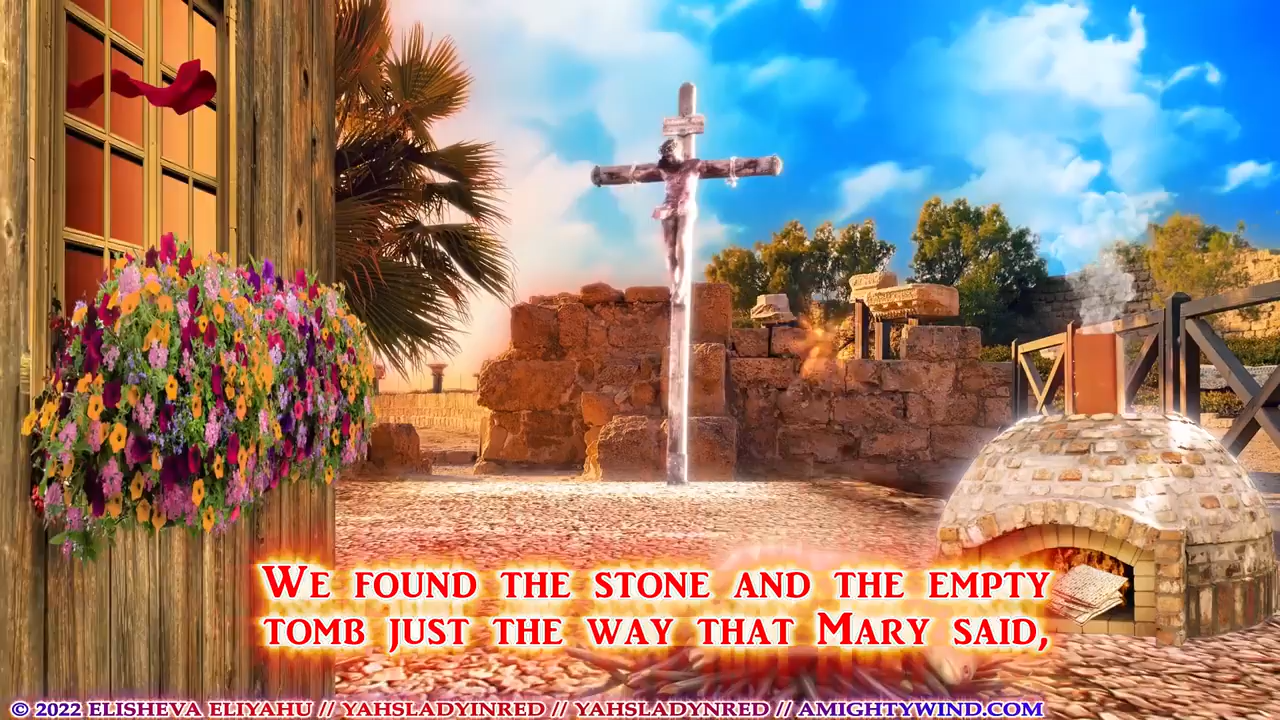 We found the stone and the empty
tomb just the way that Mary said,
© 2022 Elisheva Eliyahu // YahsLadyInRed // YahsLadyNRed // AmightyWind.com